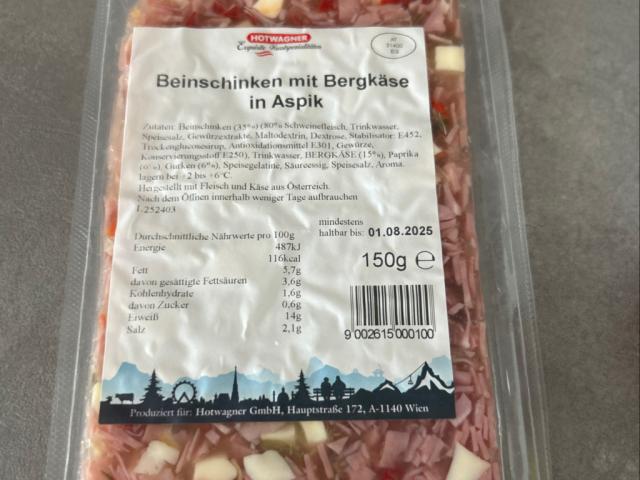 HOTWAGNER
Exquisite Wurstspezialitäten
AT
31400
EG
Beinschinken mit Bergkäse
in Aspik
Zutaten: Beinschinken (35%) (80% Schweinefleisch, Trinkwasser,
Speisesalz, Gewürzextrakte, Maltodextrin, Dextrose, Stabilisator: E452,
Trockenglucosesirup, Antioxidationsmittel E301, Gewürze,
Konservierungsstoff E250), Trinkwasser, BERGKÄSE (15%), Paprika
Gurken (6%), Speisegelatine, Säureessig, Speisesalz, Aroma.
lagern bei +2 bis +6°C.
Hergestellt mit Fleisch und Käse aus Österreich.
Nach dem Öffnen innerhalb weniger Tage aufbrauchen
L252403
mindestens
haltbar bis: 01.08.2025
Durchschnittliche Nährwerte pro 100g
Energie 487kJ
116kcal
Fett 5,7g
davon gesättigte Fettsäuren 3,6g
Kohlenhydrate 1,6g
davon Zucker 0,6g
Eiweiß 14g
Salz 2,1g
150g ℮
9 002615 000100
Produziert für: Hotwagner GmbH, Hauptstraße 172, A-1140 Wien